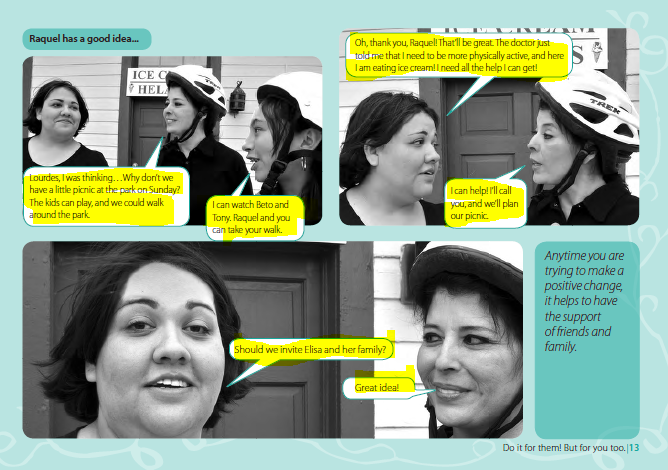 Raquel has a good idea...
ICE C
HELA
Lourdes, I was thinking…Why don't we
have a little picnic at the park on Sunday?
The kids can play, and we could walk
around the park.
I can watch Beto and
Tony. Raquel and you
can take your walk.
ICE CREAM
S
Oh, thank you, Raquel! That'll be great. The doctor just
told me that I need to be more physically active, and here
I am eating ice cream! I need all the help I can get!
TREK
I can help! I'll call
you, and we'll plan
our picnic.
Should we invite Elisa and her family?
Great idea!
Anytime you are
trying to make a
positive change,
it helps to have
the support
of friends and
family.
Do it for them! But for you too.|13